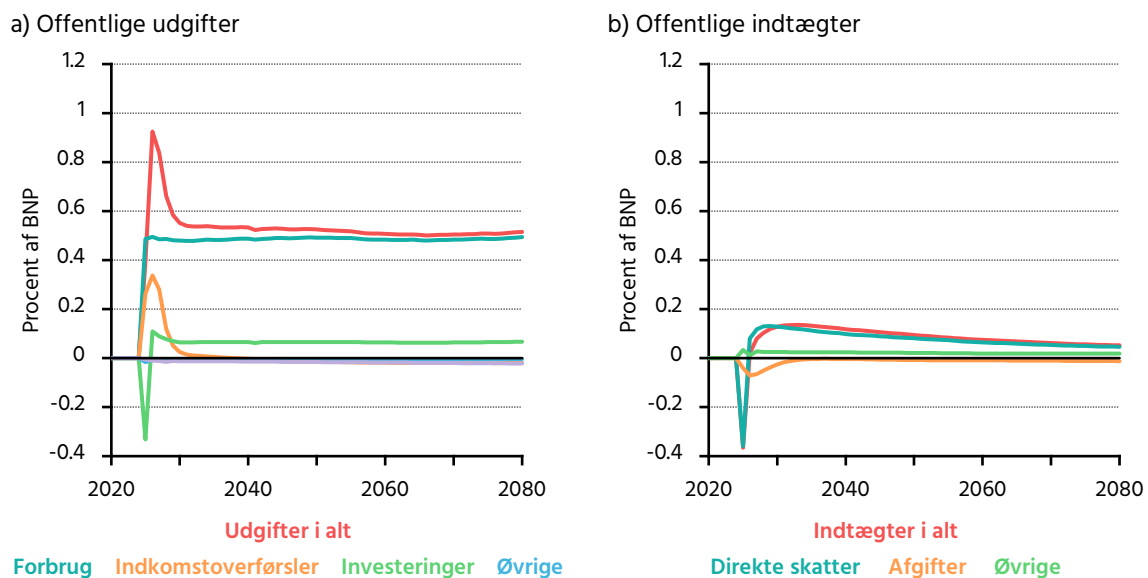 a) Offentlige udgifter
Procent af BNP
1.2
1
0.8
0.6
0.4
0.2
0
-0.2
-0.4
2020 2040 2060 2080
Udgifter i alt
Forbrug Indkomstoverførsler Investeringer Øvrige
b) Offentlige indtægter
Procent af BNP
1.2
1
0.8
0.6
0.4
0.2
0
-0.2
-0.4
2020 2040 2060 2080
Indtægter i alt
Direkte skatter Afgifter Øvrige